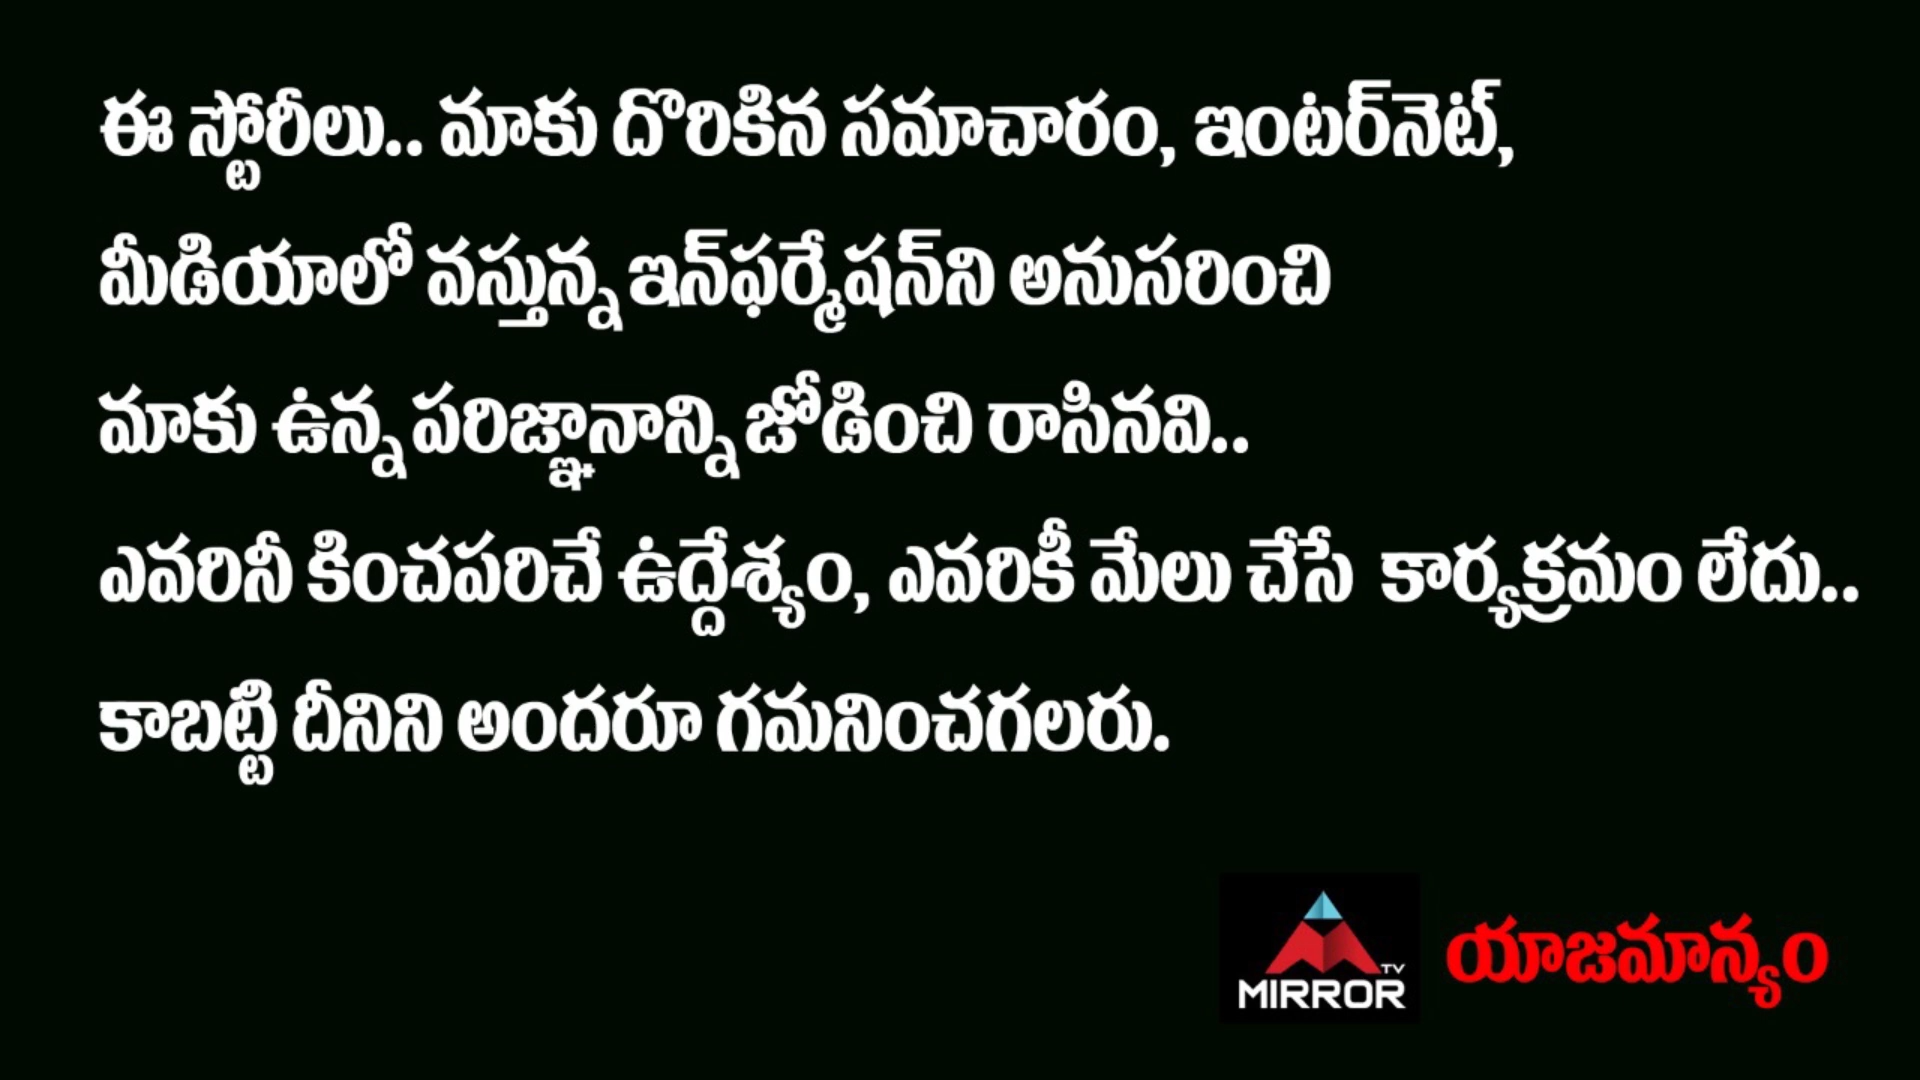 ఈ స్టోరీలు.. మాకు దొరికిన సమాచారం, ఇంటర్‌నెట్,
మీడియాలో వస్తున్న ఇన్‌ఫర్మేషన్‌ని అనుసరించి
మాకు ఉన్న పరిజ్ఞానాన్ని జోడించి రాసినవి..
ఎవరినీ కించపరిచే ఉద్దేశ్యం, ఎవరికీ మేలు చేసే కార్యక్రమం లేదు..
కాబట్టి దీనిని అందరూ గమనించగలరు.
TV
MIRROR
యాజమాన్యం